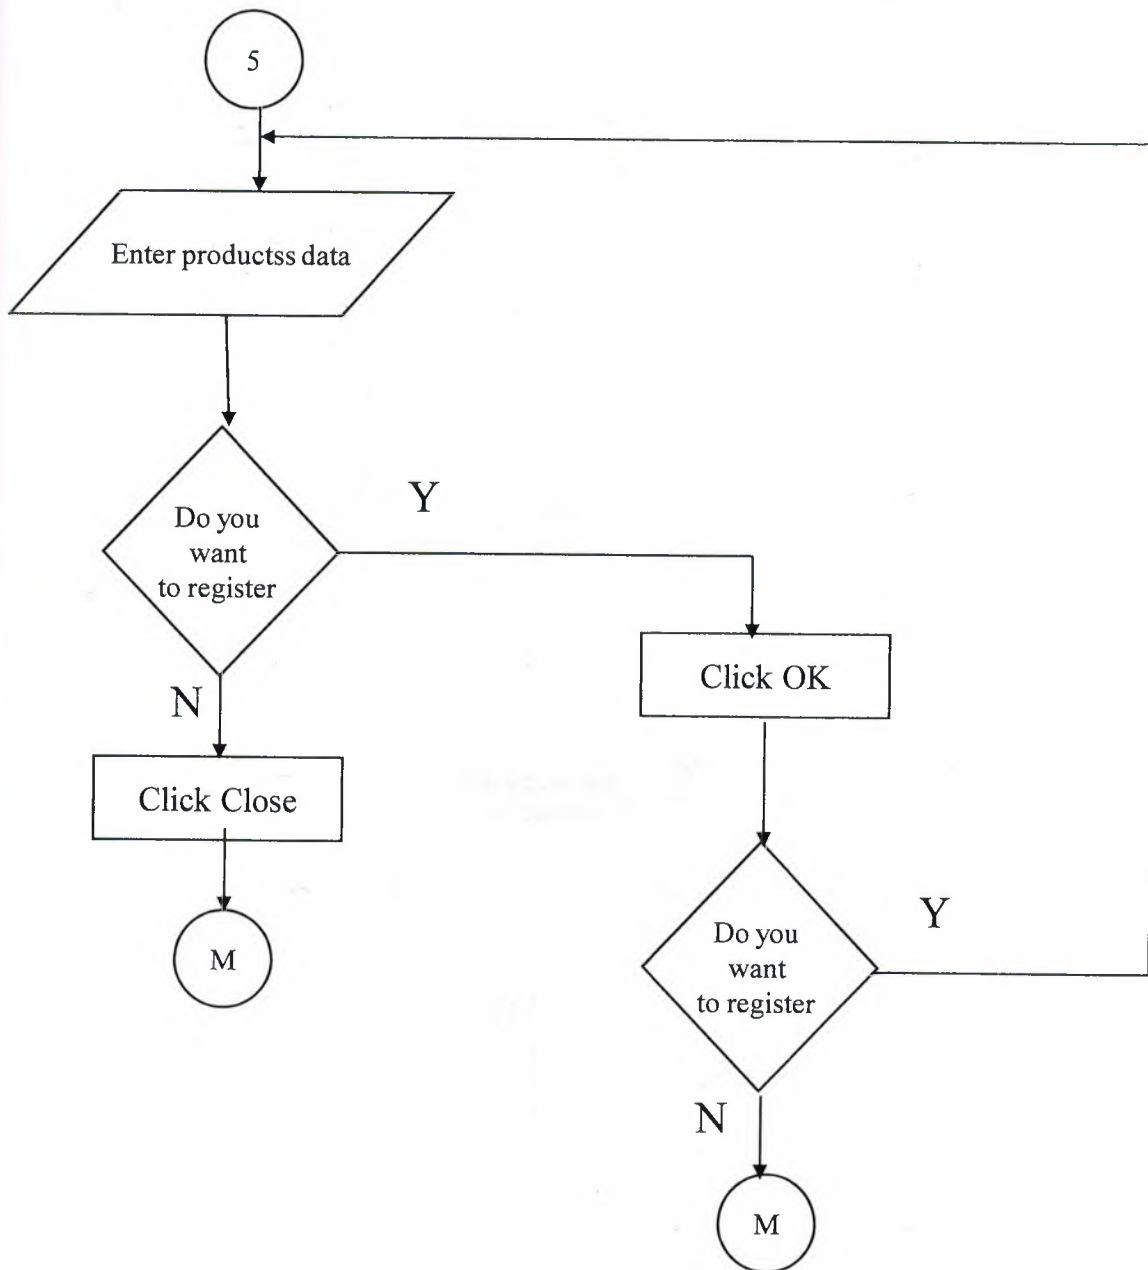 5
Enter productss data
Y
Do you
want
to register
Click OK
N
Click Close
Y
Do you
want
to register
M
N
M